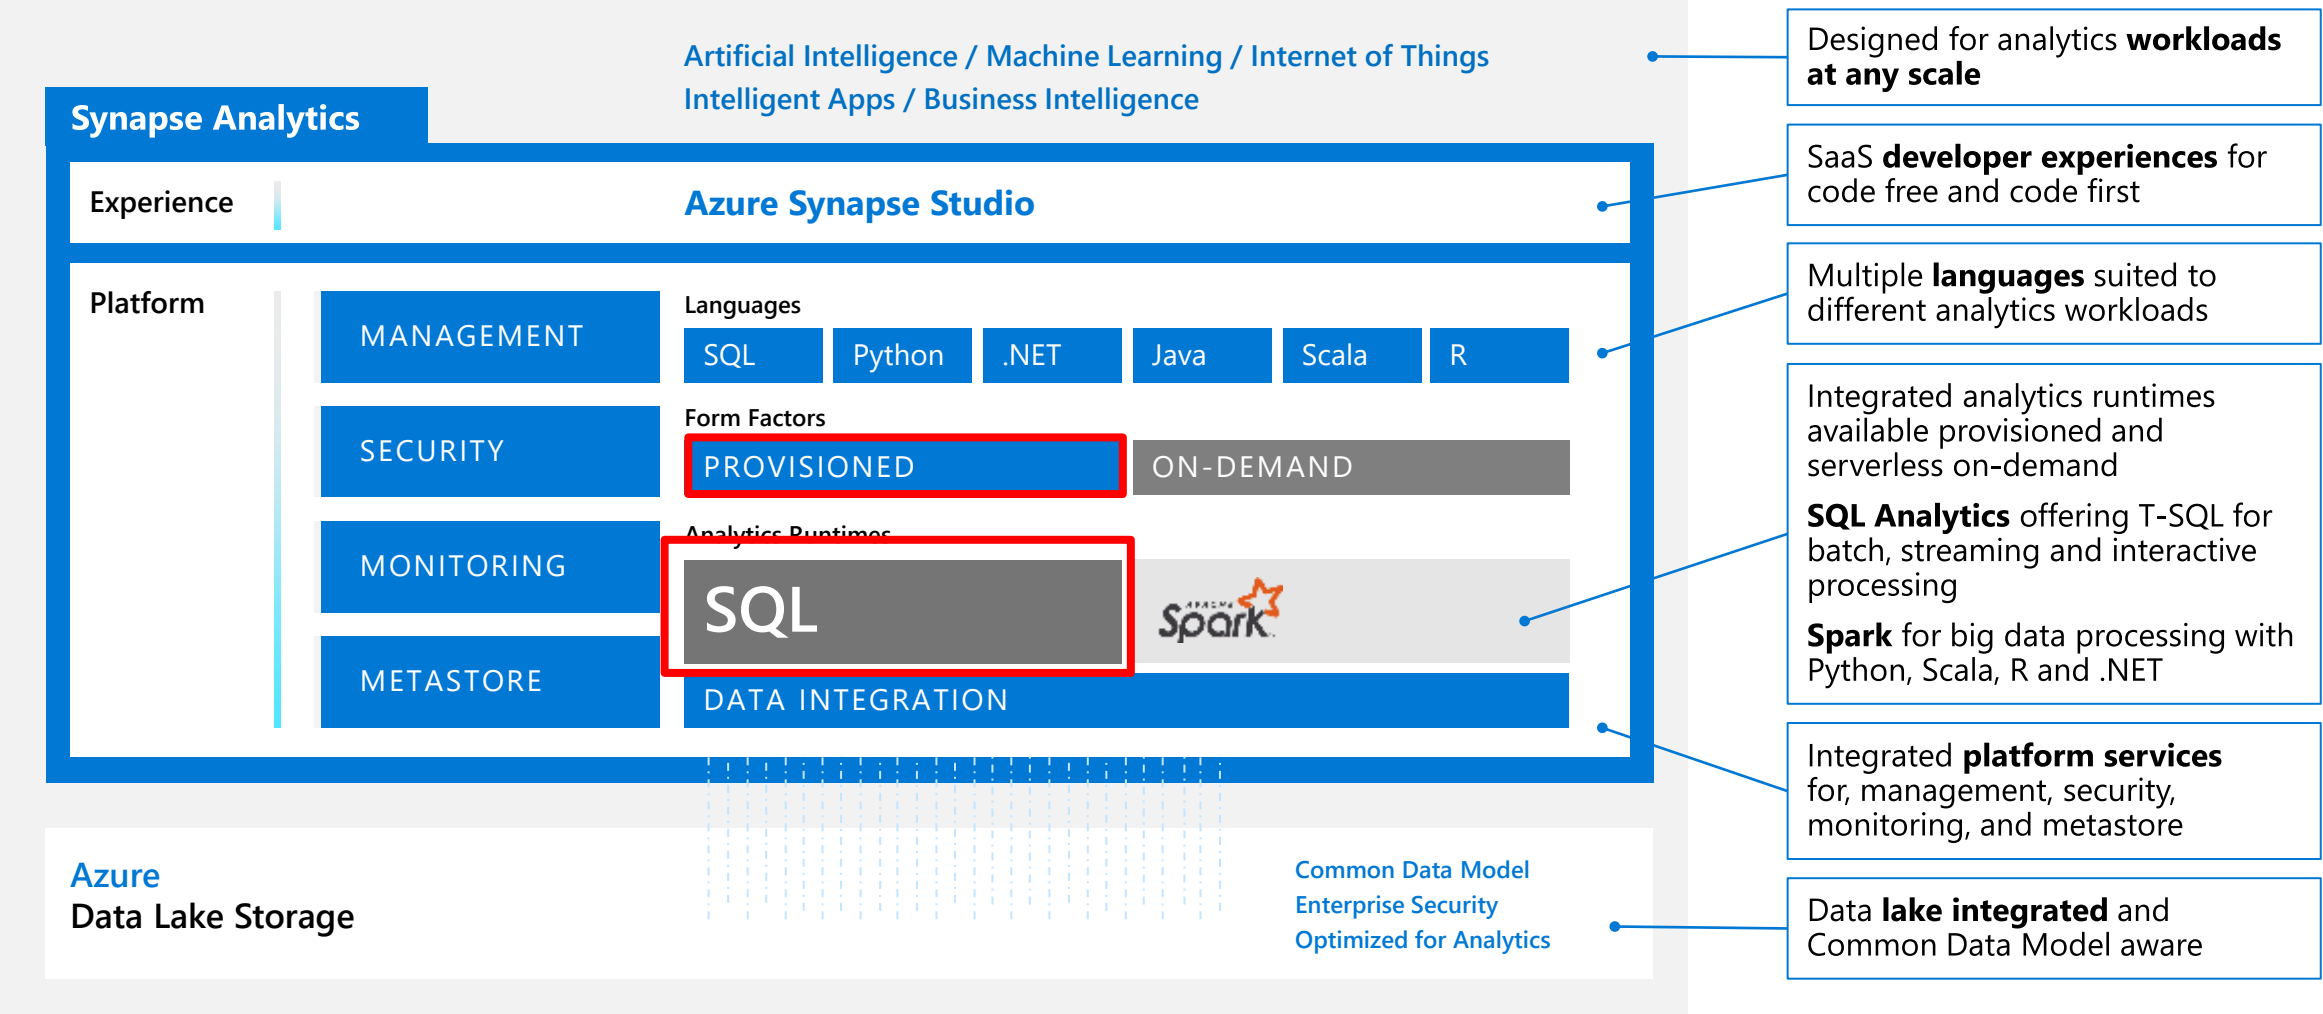 Artificial Intelligence / Machine Learning / Internet of Things
Intelligent Apps / Business Intelligence
Synapse Analytics
Experience
Azure Synapse Studio
Platform
MANAGEMENT
SECURITY
MONITORING
METASTORE
Languages
SQL
Python
.NET
Java
Scala
R
Form Factors
PROVISIONED
ON-DEMAND
Analytics Runtimes
SQL
APACHE
Spark
DATA INTEGRATION
Azure
Data Lake Storage
Common Data Model
Enterprise Security
Optimized for Analytics
Designed for analytics workloads
at any scale
SaaS developer experiences for
code free and code first
Multiple languages suited to
different analytics workloads
Integrated analytics runtimes
available provisioned and
serverless on-demand
SQL Analytics offering T-SQL for
batch, streaming and interactive
processing
Spark for big data processing with
Python, Scala, R and .NET
Integrated platform services
for, management, security,
monitoring, and metastore
Data lake integrated and
Common Data Model aware